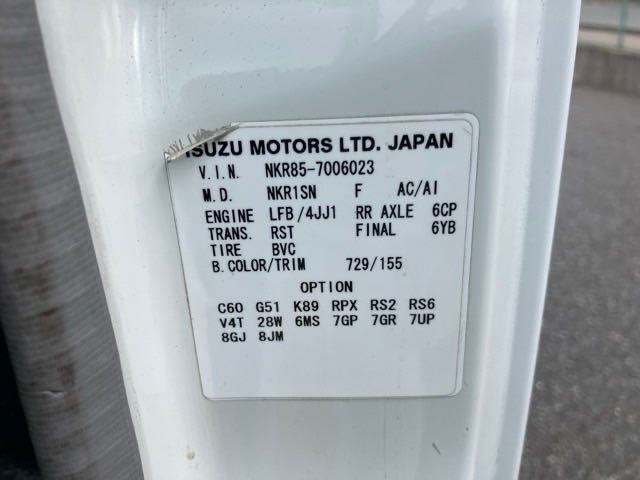 ISUZU MOTORS LTD. JAPAN
V.I.N. NKR85-7006023
M.D. NKR1SN F AC/AI
ENGINE LFB/4JJ1 RR AXLE 6CP
TRANS. RST FINAL 6YB
TIRE BVC
B.COLOR/TRIM 729/155
OPTION
C60 G51 K89 RPX RS2 RS6
V4T 28W 6MS 7GP 7GR 7UP
8GJ 8JM